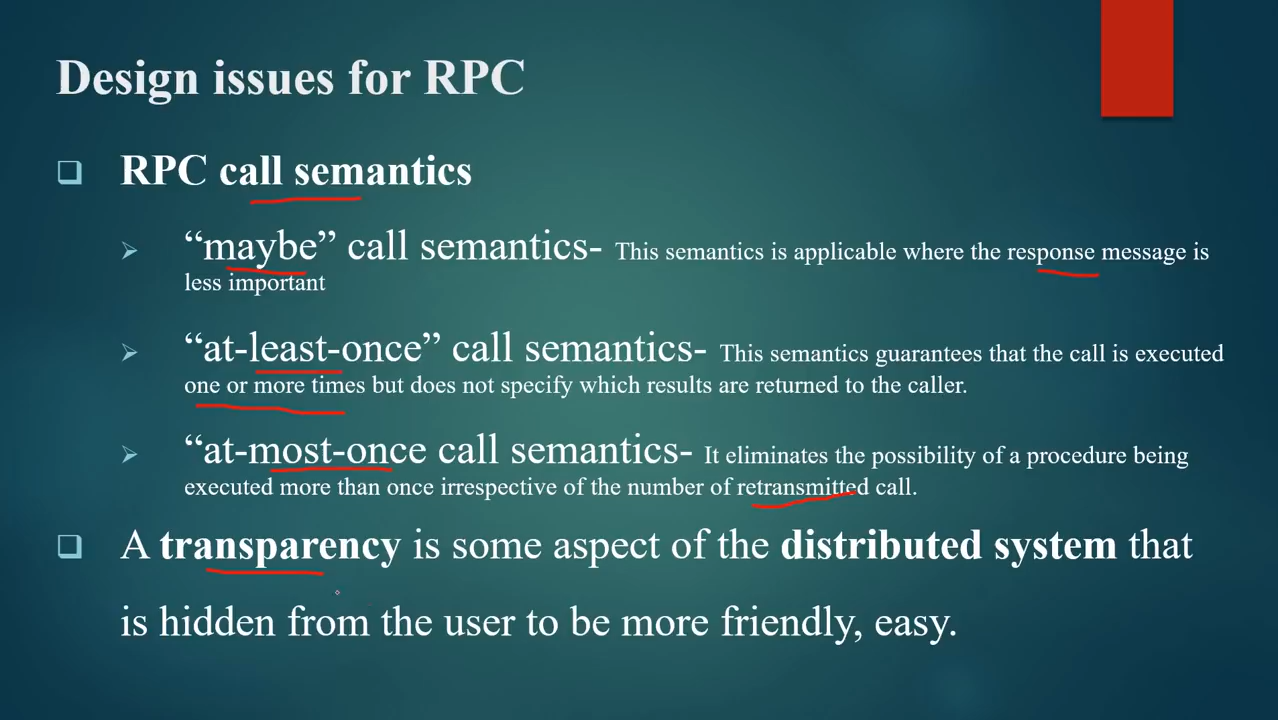 Design issues for RPC
RPC call semantics
“maybe” call semantics- This semantics is applicable where the response message is
less important
“at-least-once” call semantics- This semantics guarantees that the call is executed
one or more times but does not specify which results are returned to the caller.
“at-most-once call semantics- It eliminates the possibility of a procedure being
executed more than once irrespective of the number of retransmitted call.
A transparency is some aspect of the distributed system that
is hidden from the user to be more friendly, easy.